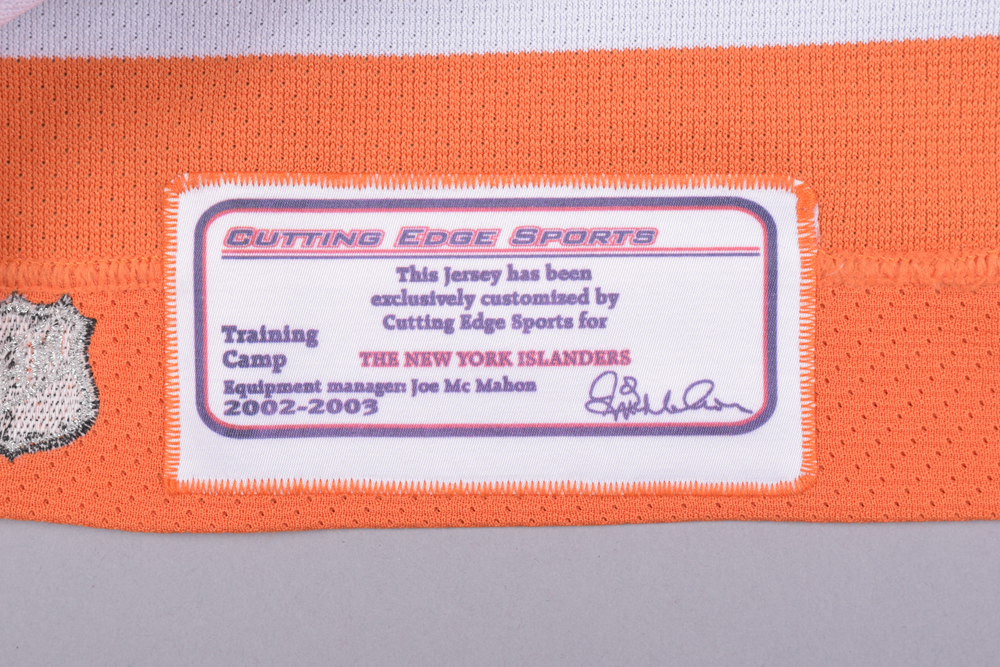 CUTTING EDGE SPORTS
This Jersey has been
exclusively customized by
Cutting Edge Sports for
Training
Camp
THE NEW YORK ISLANDERS
Equipment manager: Joe Mc Mahon
2002-2003